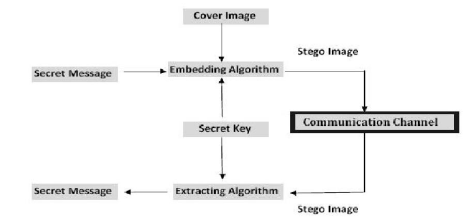 Cover Image
Stego Image
Secret Message
Embedding Algorithm
Communication Channel
Secret Key
Secret Message
Extracting Algorithm
Stego Image